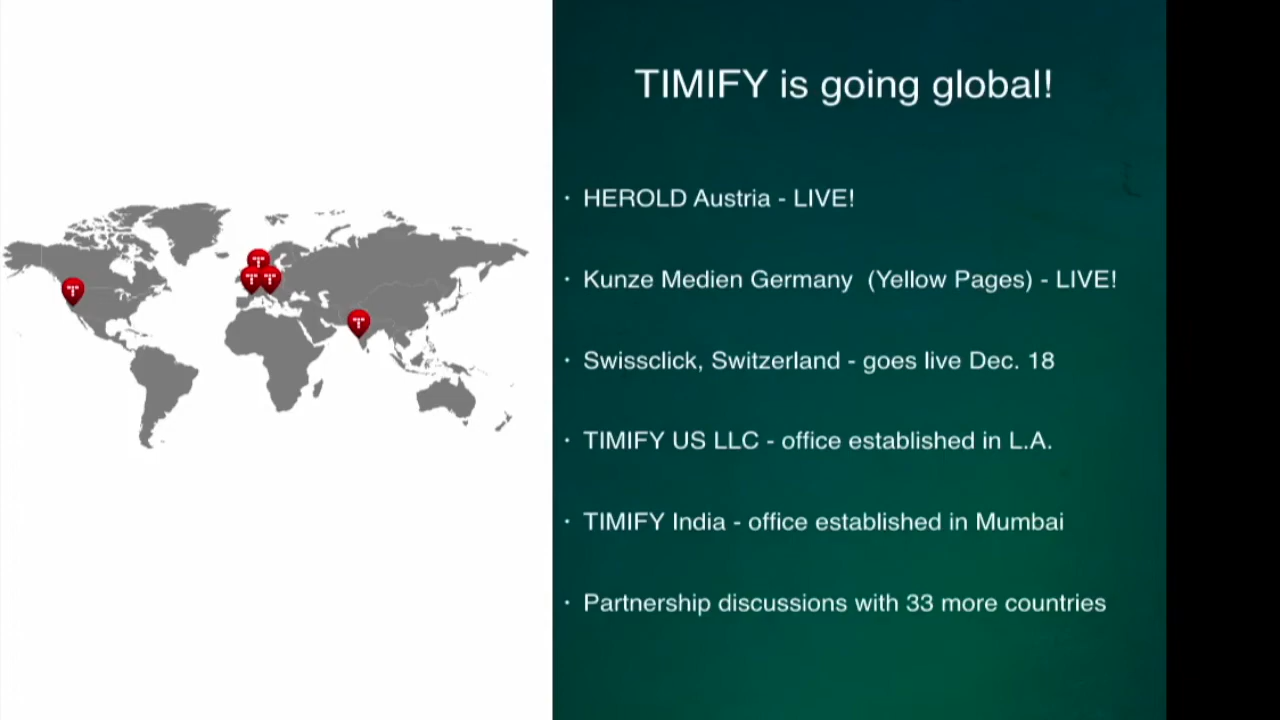 TIMIFY is going global!
· HEROLD Austria - LIVE!
· Kunze Medien Germany (Yellow Pages) - LIVE!
· Swissclick, Switzerland - goes live Dec. 18
· TIMIFY US LLC - office established in L.A.
· TIMIFY India - office established in Mumbai
· Partnership discussions with 33 more countries
T
T T
T
T